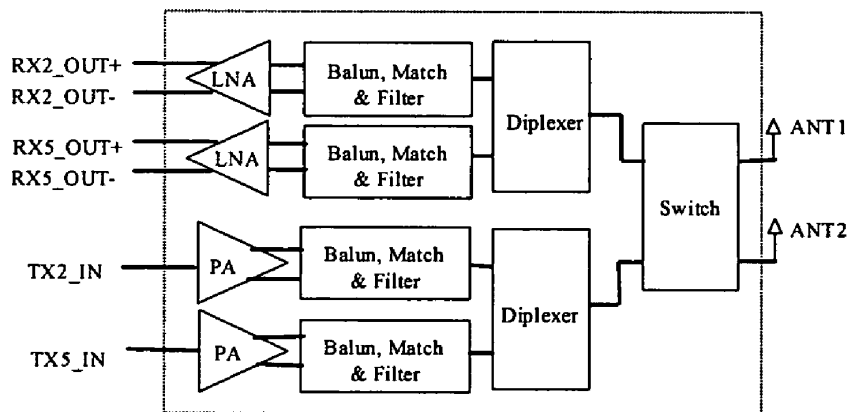 RX2_OUT+
RX2_OUT-
LNA
Balun, Match
& Filter
Diplexer
RX5_OUT+
RX5_OUT-
LNA
Balun, Match
& Filter
Switch
ANT1
ANT2
TX2_IN
PA
Balun, Match
& Filter
Diplexer
TX5_IN
PA
Balun, Match
& Filter